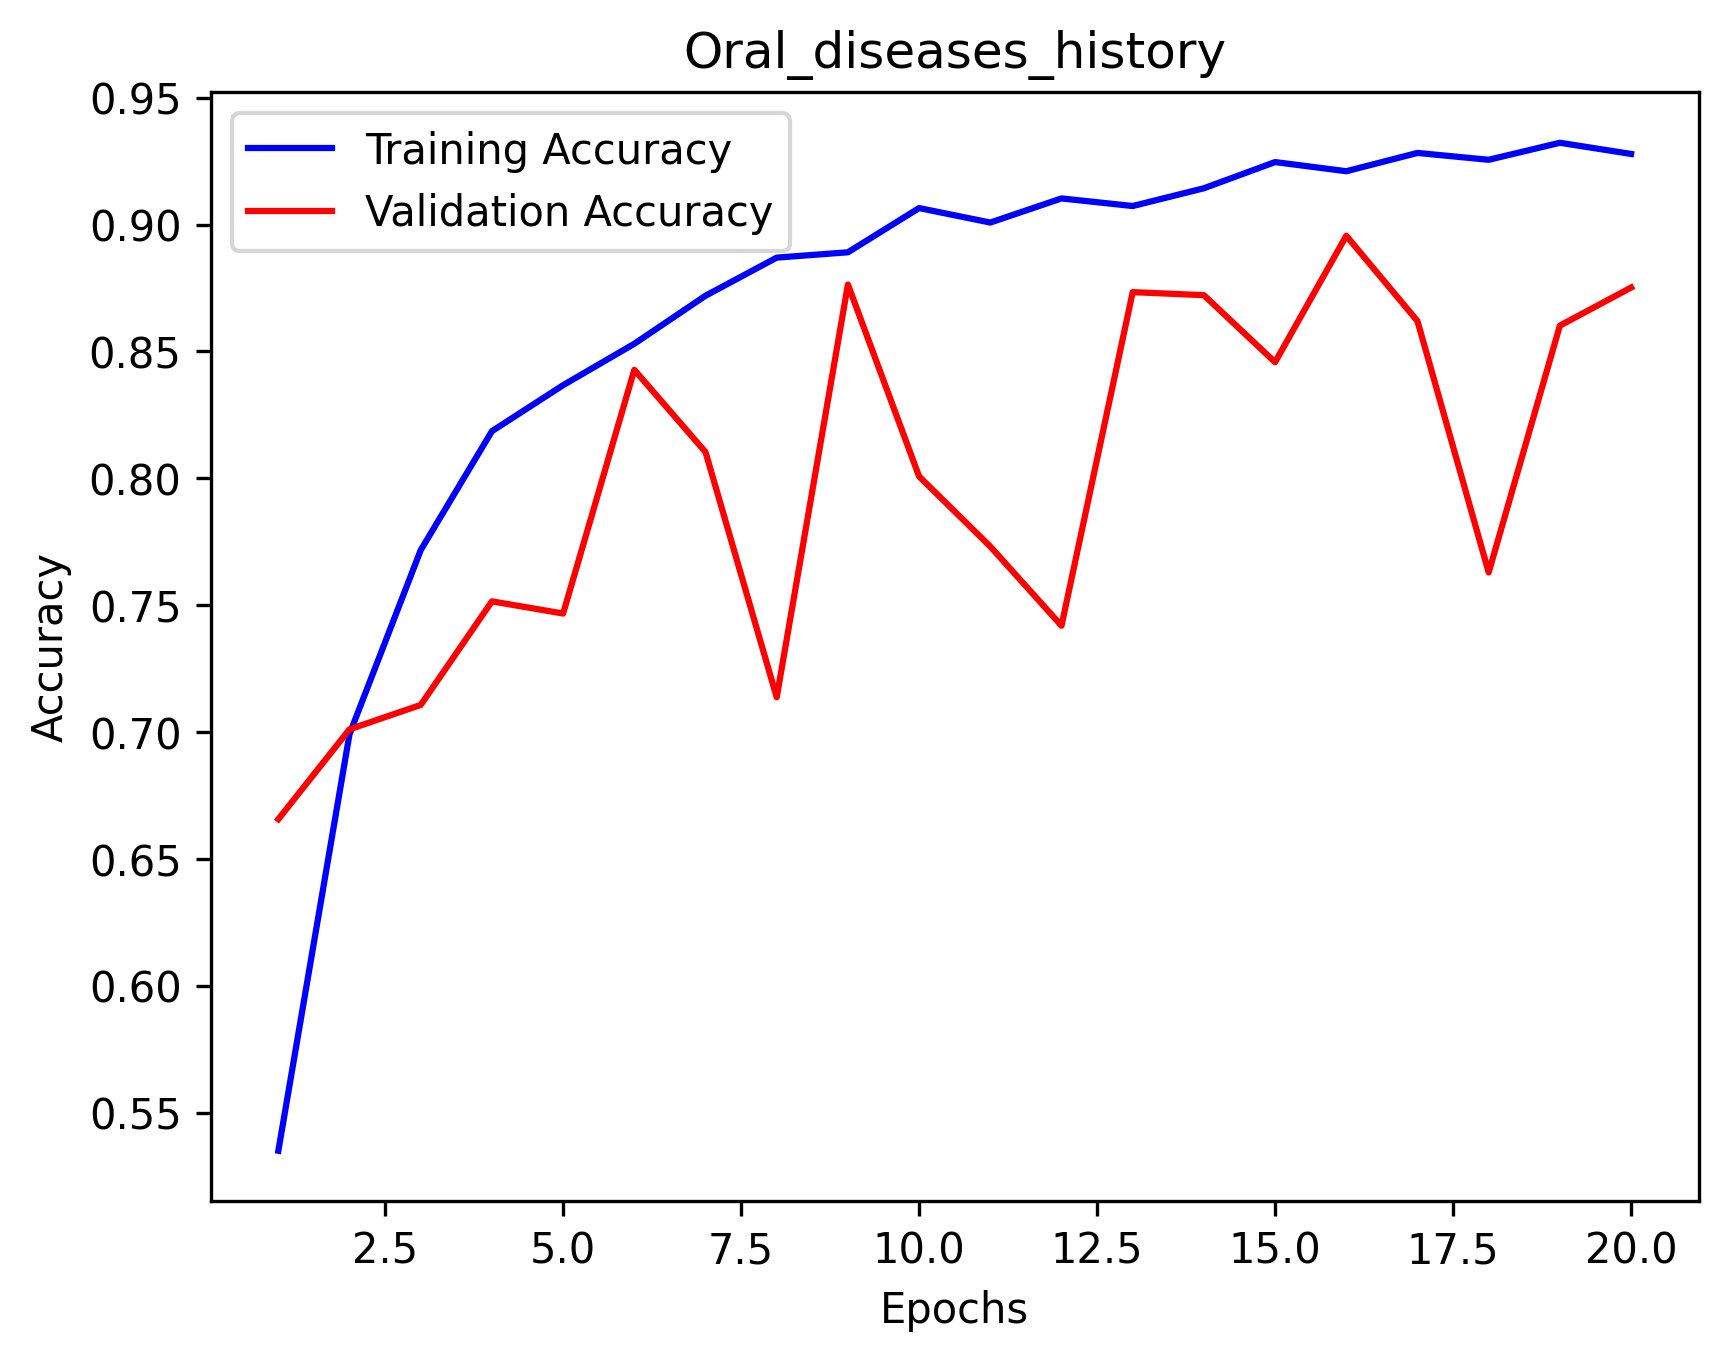 Oral_diseases_history
Training Accuracy
Validation Accuracy
0.95
0.90
0.85
0.80
0.75
0.70
0.65
0.60
0.55
Accuracy
2.5 5.0 7.5 10.0 12.5 15.0 17.5 20.0
Epochs